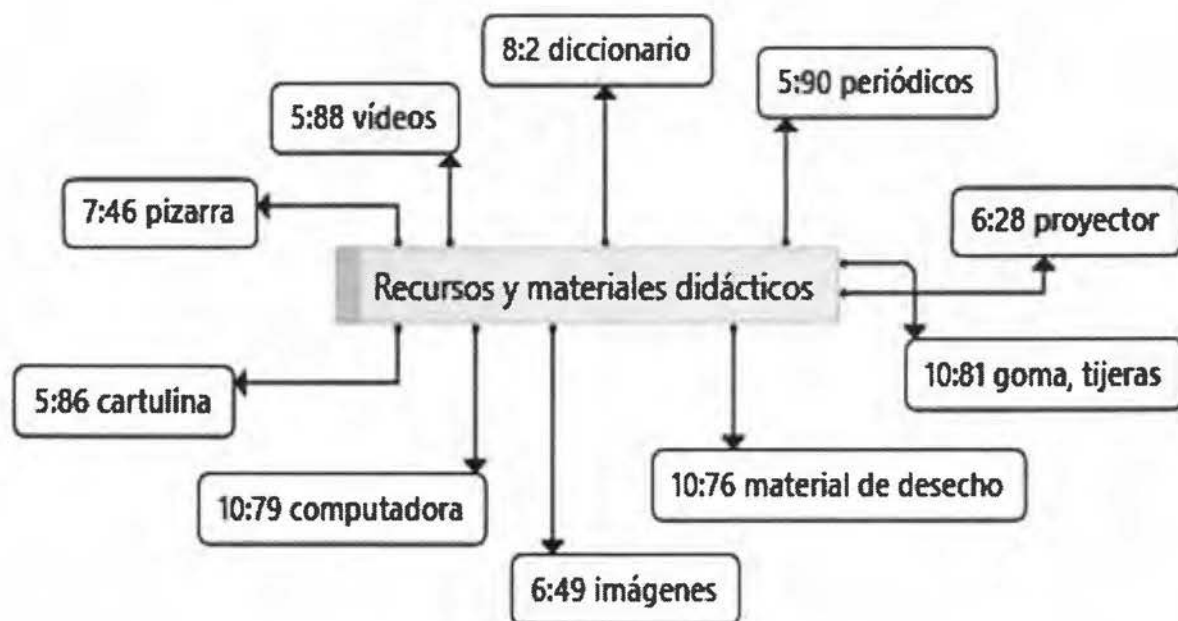 8:2 diccionario
5:90 periódicos
5:88 vídeos
7:46 pizarra
6:28 proyector
Recursos y materiales didácticos
10:81 goma, tijeras
5:86 cartulina
10:76 material de desecho
10:79 computadora
6:49 imágenes